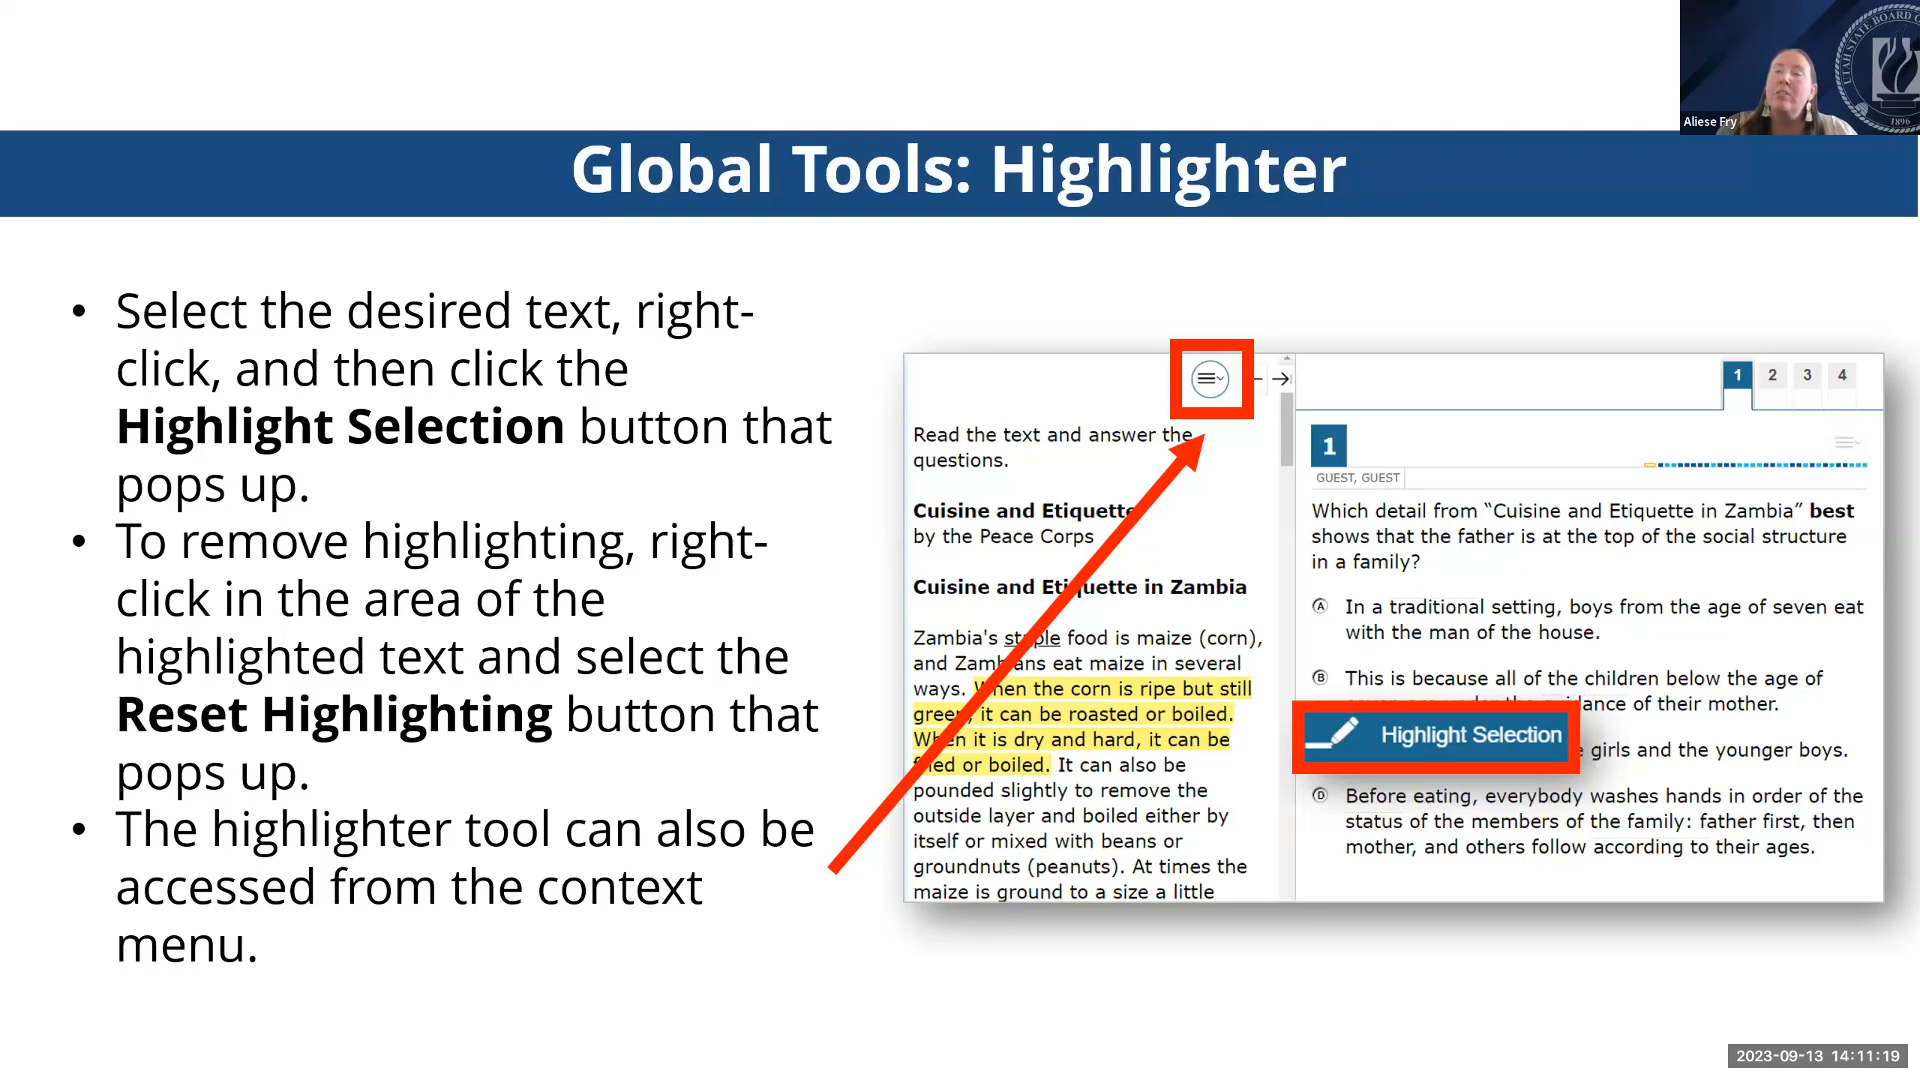 UTAH STATE BOARD O
1896
Aliese Fry
Global Tools: Highlighter
• Select the desired text, right-
click, and then click the
Highlight Selection button that
pops up.
• To remove highlighting, right-
click in the area of the
highlighted text and select the
Reset Highlighting button that
pops up.
• The highlighter tool can also be
accessed from the context
menu.
Read the text and answer the
questions.
Cuisine and Etiquette
by the Peace Corps
Cuisine and Etiquette in Zambia
Zambia's staple food is maize (corn),
and Zambians eat maize in several
ways. When the corn is ripe but still
green, it can be roasted or boiled.
When it is dry and hard, it can be
fried or boiled. It can also be
pounded slightly to remove the
outside layer and boiled either by
itself or mixed with beans or
groundnuts (peanuts). At times the
maize is ground to a size a little
1 2 3 4
1
GUEST, GUEST
Which detail from “Cuisine and Etiquette in Zambia” best
shows that the father is at the top of the social structure
in a family?
A In a traditional setting, boys from the age of seven eat
with the man of the house.
B This is because all of the children below the age of
guidance of their mother.
Highlight Selection
girls and the younger boys.
D Before eating, everybody washes hands in order of the
status of the members of the family: father first, then
mother, and others follow according to their ages.
2023-09-13 14:11:19